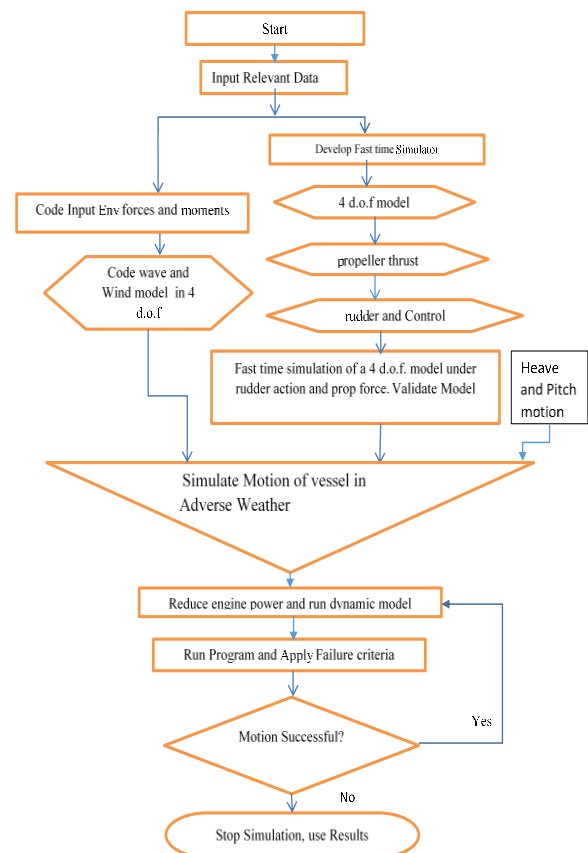 Start
Input Relevant Data
Develop Fast time Simulator
Code Input Env forces and moments
4 d.o.f model
Code wave and
Wind model in 4
d.o.f
propeller thrust
rudder and Control
Fast time simulation of a 4 d.o.f. model under
rudder action and prop force. Validate Model
Heave
and Pitch
motion
Simulate Motion of vessel in
Adverse Weather
Reduce engine power and run dynamic model
Run Program and Apply Failure criteria
Motion Successful?
Yes
No
Stop Simulation, use Results